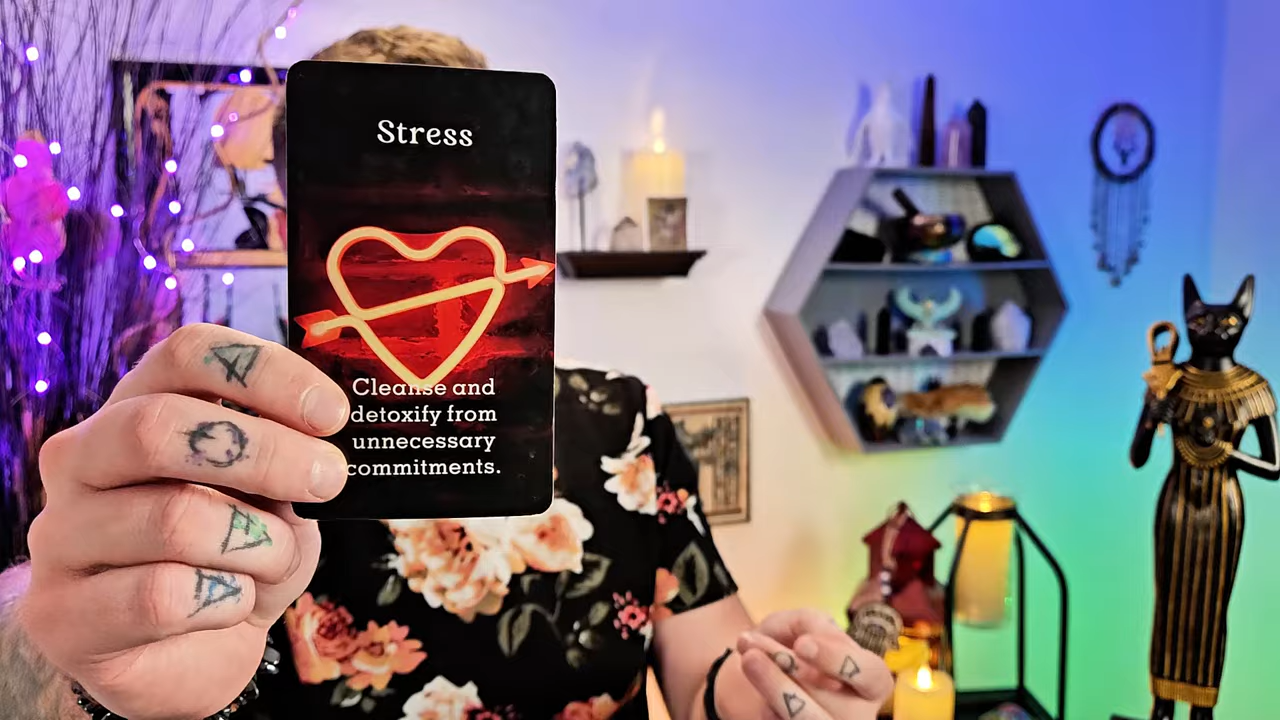 Stress
Cleanse and
detoxify from
unnecessary
commitments.